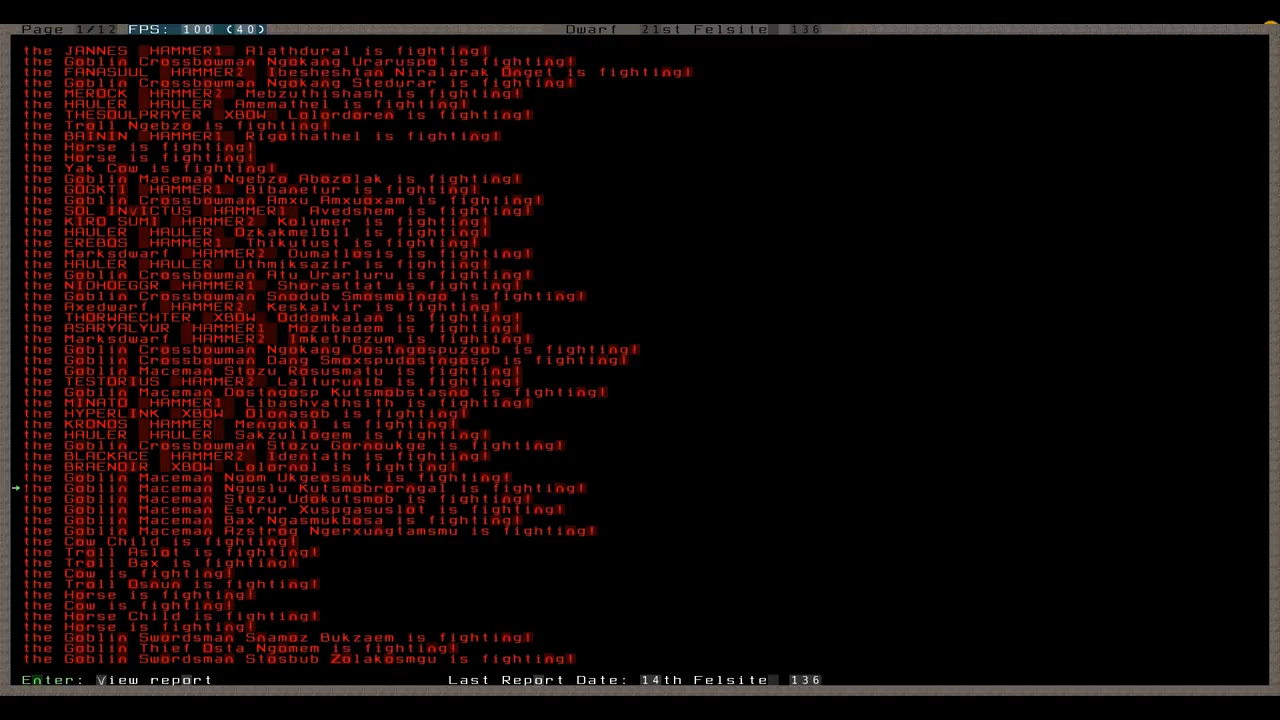 Page 1/12 FPS: 100 (40) Dwarf 21st Felsite 136
the JANNES HAMMER1 Alathdural is fighting!
the Goblin Crossbowman Ngokang Uraruspo is fighting!
the FANASUUL HAMMER2 Ibesheshtan Niralarak Onget is fighting!
the Goblin Crossbowman Ngokang Stedurar is fighting!
the MEROCK HAMMER2 Mebzuthishash is fighting!
the HAULER HAULER Amemathel is fighting!
the THESOULPRAYER XBOW Lolordoren is fighting!
the Troll Ngebzo is fighting!
the BAININ HAMMER1 Rigothathel is fighting!
the Horse is fighting!
the Horse is fighting!
the Yak Cow is fighting!
the Goblin Maceman Ngebzo Abozolak is fighting!
the GOGKTI HAMMER1 Bibanetur is fighting!
the Goblin Crossbowman Amxu Amxuoxam is fighting!
the SOL INVICTUS HAMMER1 Avedshem is fighting!
the KIRO SUMI HAMMER2 Kolumer is fighting!
the HAULER HAULER Ozkakmelbil is fighting!
the EREBOS HAMMER1 Thikutust is fighting!
the Marksdwarf HAMMER2 Dumatlosis is fighting!
the HAULER HAULER Uthmiksazir is fighting!
the Goblin Crossbowman Atu Urarluru is fighting!
the NIDHOEGGR HAMMER1 Shorasttat is fighting!
the Goblin Crossbowman Snodub Smosmolngo is fighting!
the Axedwarf HAMMER2 Keskalvir is fighting!
the THORWAECHTER XBOW Oddomkalan is fighting!
the ASARYALYUR HAMMER1 Mozibedem is fighting!
the Marksdwarf HAMMER2 Imkethezum is fighting!
the Goblin Crossbowman Ngokang Dostngospuzgob is fighting!
the Goblin Crossbowman Dang Smoxspudostngosp is fighting!
the Goblin Maceman Stozu Rosusmatu is fighting!
the TESTORIUS HAMMER2 Lalturunib is fighting!
the Goblin Maceman Dostngosp Kutsmobstasno is fighting!
the MINATO HAMMER1 Libashvathsith is fighting!
the HYPERLINK XBOW Olonasob is fighting!
the KRONOS HAMMER Mengokol is fighting!
the HAULER HAULER Sakzullogem is fighting!
the Goblin Crossbowman Stozu Gornoukge is fighting!
the BLACKACE HAMMER2 Identath is fighting!
the BRAENDIR XBOW Lolornol is fighting!
the Goblin Maceman Ngom Ukgeosnuk is fighting!
the Goblin Maceman Nguslu Kutsmobrorngal is fighting!
the Goblin Maceman Stozu Udokutsmob is fighting!
the Goblin Maceman Estrur Xuspgasuslot is fighting!
the Goblin Maceman Bax Ngasmukbosa is fighting!
the Goblin Maceman Azstrog Ngerxungtamsmu is fighting!
the Cow Child is fighting!
the Troll Aslot is fighting!
the Troll Bax is fighting!
the Cow is fighting!
the Troll Osnun is fighting!
the Horse is fighting!
the Cow is fighting!
the Horse Child is fighting!
the Horse is fighting!
the Goblin Swordsman Snamoz Bukzaem is fighting!
the Goblin Thief Osta Ngomem is fighting!
the Goblin Swordsman Stosbub Zolakosmgu is fighting!
Enter: View report Last Report Date: 14th Felsite 136